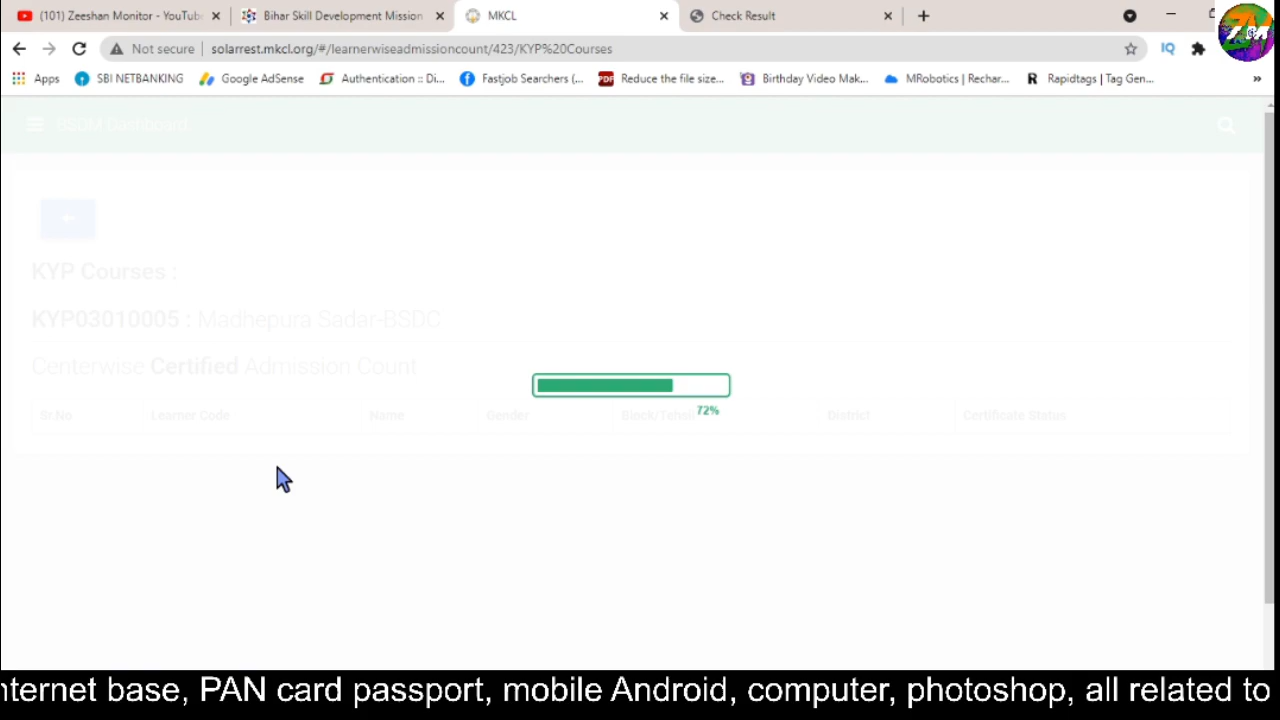 (101) Zeeshan Monitor - YouTube
Bihar Skill Development Mission
MKCL
Check Result
Not secure
solarrest.mkcl.org/#/learnerwiseadmissioncount/423/KYP%20Courses
IQ
ZM
Apps
SBI NETBANKING
Google AdSense
Authentication :: Di...
Fastjob Searchers (...
PDF
Reduce the file size...
Birthday Video Mak...
MRobotics | Rechar...
R
Rapidtags | Tag Gen...
»
BSDM Dashboard
KYP Courses :
KYP03010005 : Madhepura Sadar-BSDC
Centerwise Certified Admission Count
Sr.No Learner Code Name Gender Block/Tehsil District Certificate Status
72%
nternet base, PAN card passport, mobile Android, computer, photoshop, all related to